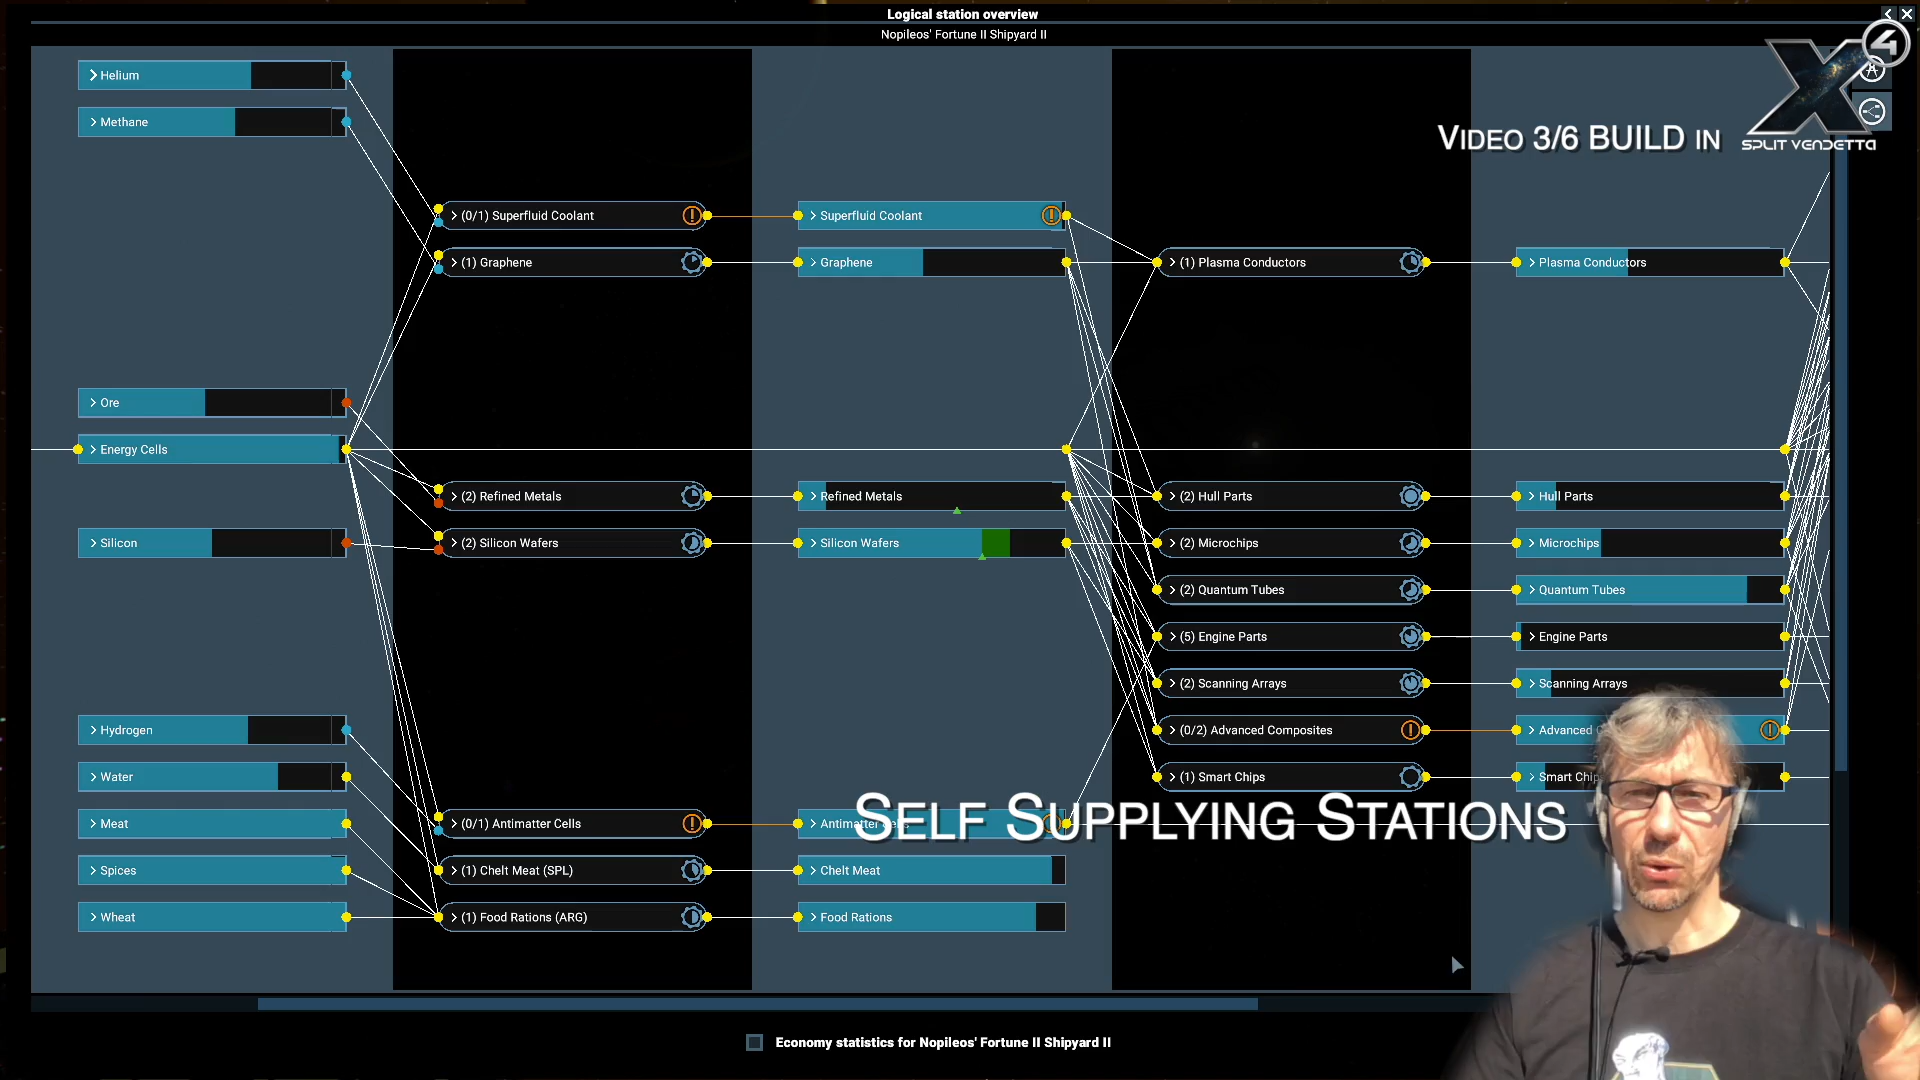 Logical station overview
Nopileos' Fortune II Shipyard II
4
VIDEO 3/6 BUILD IN
X
SPLIT VENDETTA
Helium
Methane
(0/1) Superfluid Coolant
Superfluid Coolant
(1) Graphene
Graphene
(1) Plasma Conductors
Plasma Conductors
Ore
Energy Cells
(2) Refined Metals
Refined Metals
(2) Hull Parts
Hull Parts
Silicon
(2) Silicon Wafers
Silicon Wafers
(2) Microchips
Microchips
(2) Quantum Tubes
Quantum Tubes
(5) Engine Parts
Engine Parts
(2) Scanning Arrays
Scanning Arrays
Hydrogen
(0/2) Advanced Composites
Advanced
Water
(1) Smart Chips
Smart Chips
Meat
(0/1) Antimatter Cells
Antimatter Cells
SELF SUPPLYING STATIONS
Spices
(1) Chelt Meat (SPL)
Chelt Meat
Wheat
(1) Food Rations (ARG)
Food Rations
Economy statistics for Nopileos' Fortune II Shipyard II